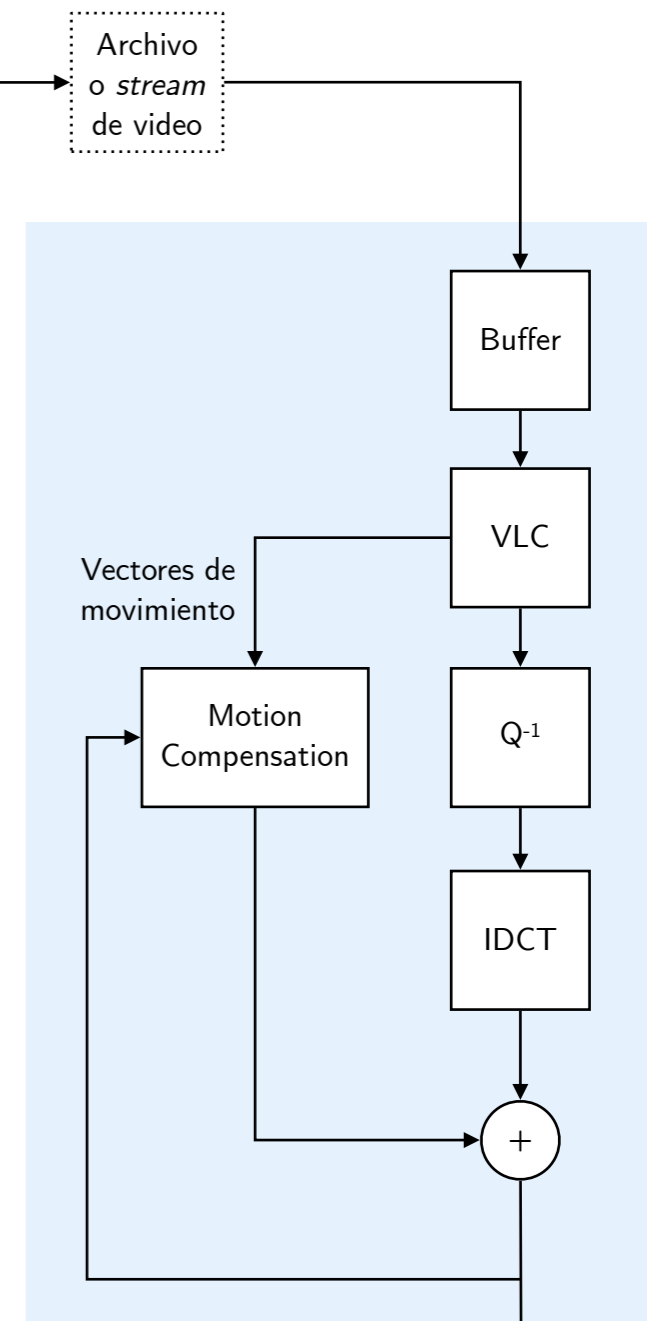 Archivo
o stream
de video
Buffer
VLC
Vectores de
movimiento
Motion
Compensation
Q-1
IDCT
+